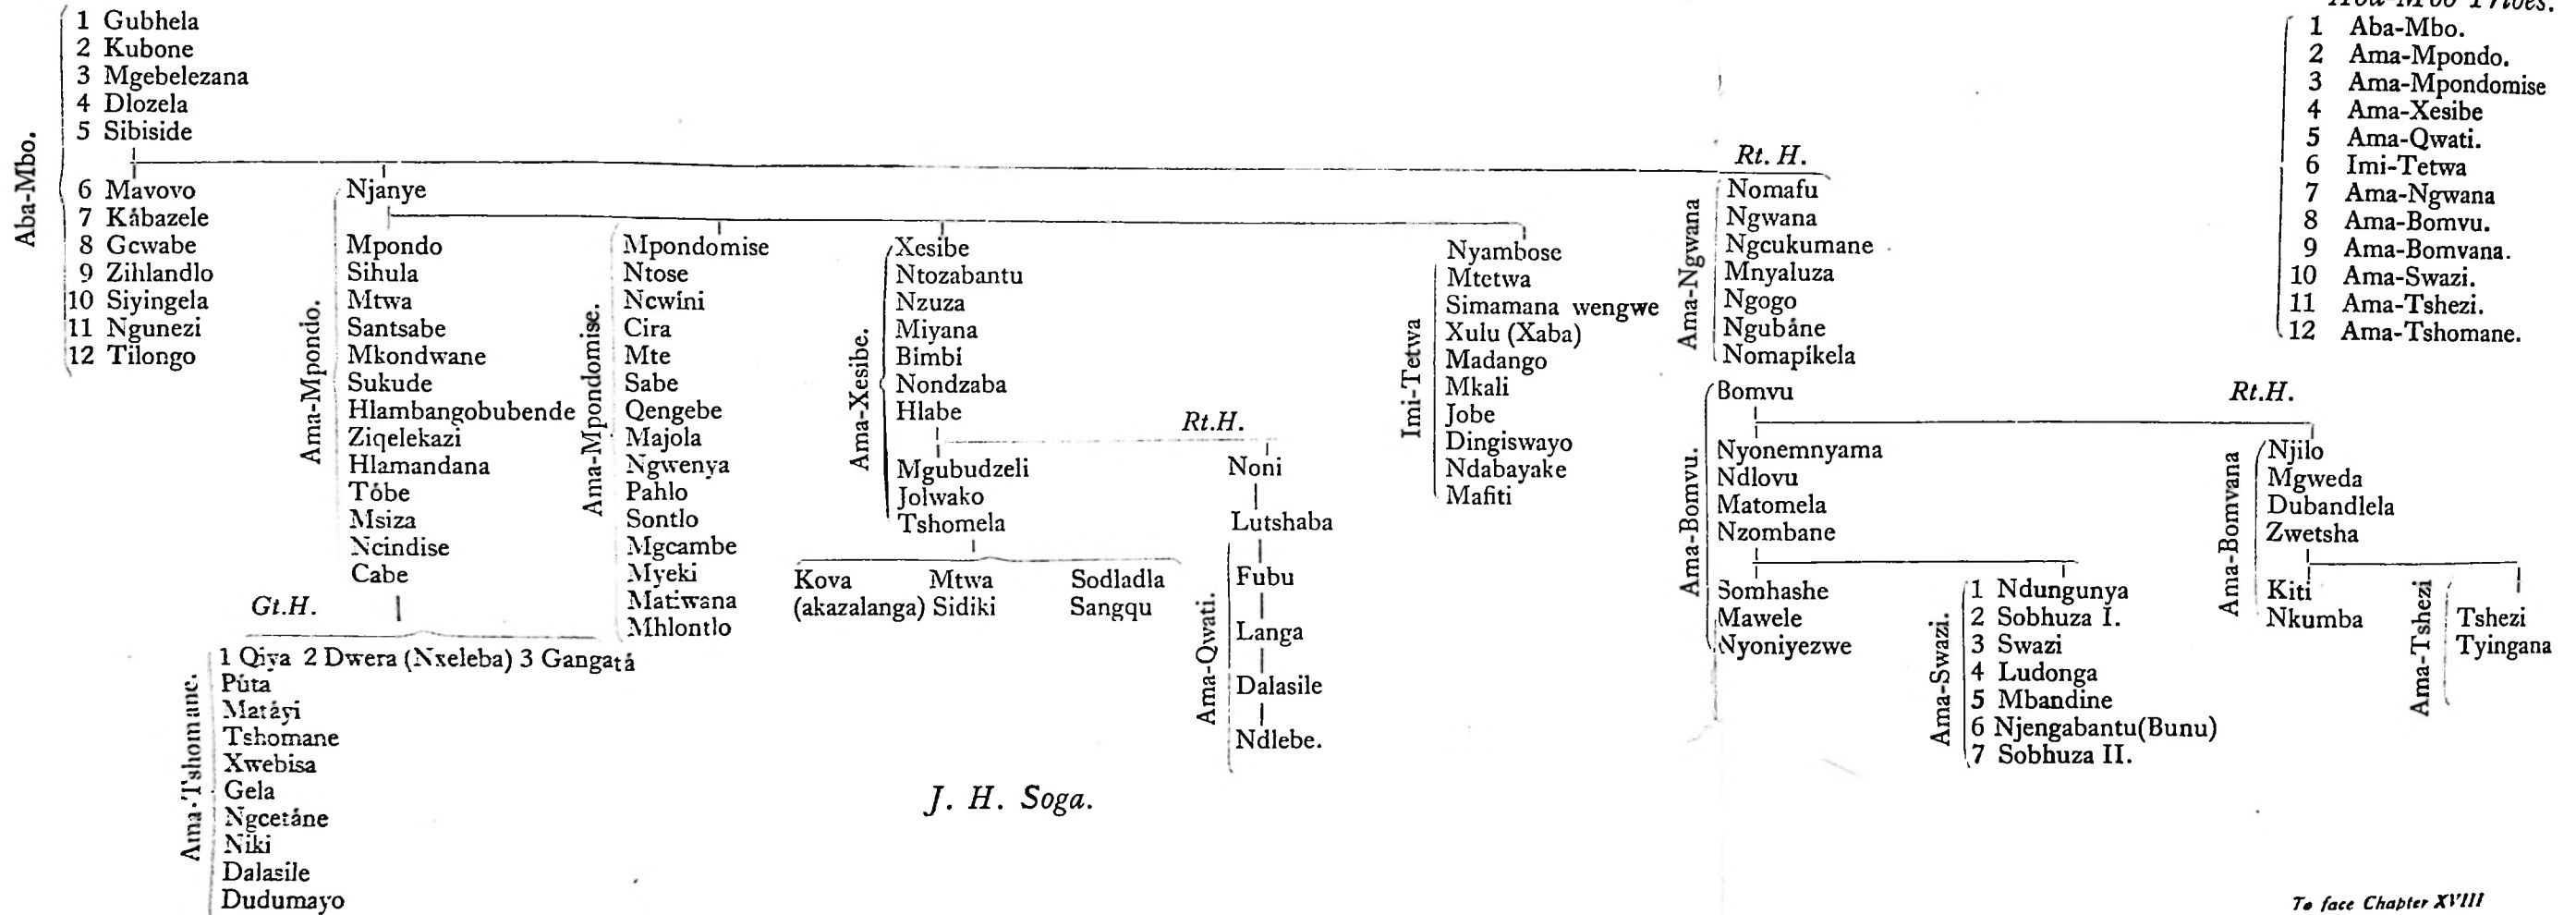 Aba-Mbo Tribes.
1 Aba-Mbo.
2 Ama-Mpondo.
3 Ama-Mpondomise
4 Ama-Xesibe
5 Ama-Qwati.
6 Imi-Tetwa
7 Ama-Ngwana
8 Ama-Bomvu.
9 Ama-Bomvana.
10 Ama-Swazi.
11 Ama-Tshezi.
12 Ama-Tshomane.
Aba-Mbo.
1 Gubhela
2 Kubone
3 Mgebelezana
4 Dlozela
5 Sibiside
6 Mavovo
7 Kábazele
8 Gcwabe
9 Zihlandlo
10 Siyingela
11 Ngunezi
12 Tilongo
Njanye
Ama-Mpondo.
Mpondo
Sihula
Mtwa
Santsabe
Mkondwane
Sukude
Hlambangobubende
Ziqelekazi
Hlamandana
Tóbe
Msiza
Ncindise
Cabe
Gt.H.
1 Qiya 2 Dwera (Nxeleba) 3 Gangatá
Ama-Tshomane.
Púta
Matáyi
Tshomane
Xwebisa
Gela
Ngcetáne
Niki
Dalasile
Dudumayo
Ama-Mpondomise.
Mpondomise
Ntose
Ncwini
Cira
Mte
Sabe
Qengebe
Majola
Ngwenya
Pahlo
Sontlo
Mgcambe
Myeki
Matiwana
Mhlontlo
Ama-Xesibe.
Xesibe
Ntozabantu
Nzuza
Miyana
Bimbi
Nondzaba
Hlabe
Rt.H.
Mgubudzeli
Jolwako
Tshomela
Kova Mtwa Sodladla
(akazalanga) Sidiki Sangqu
Noni
Lutshaba
Ama-Qwati.
Fubu
Langa
Dalasile
Ndlebe.
Imi-Tetwa
Nyambose
Mtetwa
Simamana wengwe
Xulu (Xaba)
Madango
Mkali
Jobe
Dingiswayo
Ndabayake
Mafiti
Rt. H.
Ama-Ngwana
Nomafu
Ngwana
Ngcukumane
Mnyaluza
Ngogo
Ngubáne
Nomapikela
Ama-Bomvu.
Bomvu
Nyonemnyama
Ndlovu
Matomela
Nzombane
Somhashe
Mawele
Nyoniyezwe
Ama-Swazi.
1 Ndungunya
2 Sobhuza I.
3 Swazi
4 Ludonga
5 Mbandine
6 Njengabantu(Bunu)
7 Sobhuza II.
Rt.H.
Ama-Bomvana
Njilo
Mgweda
Dubandlela
Zwetsha
Kiti
Nkumba
Ama-Tshezi
Tshezi
Tyingana
J. H. Soga.
To face Chapter XVIII